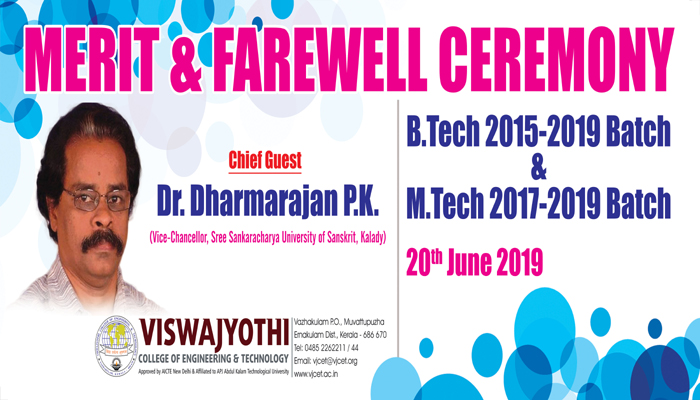 MERIT & FAREWELL CEREMONY
Chief Guest
Dr. Dharmarajan P.K.
(Vice-Chancellor, Sree Sankaracharya University of Sanskrit, Kalady)
B.Tech 2015-2019 Batch
&
M.Tech 2017-2019 Batch
20th June 2019
VISWAJYOTHI
COLLEGE OF ENGINEERING & TECHNOLOGY
Approved by AICTE New Delhi & Affiliated to APJ Abdul Kalam Technological University
Vazhakulam P.O., Muvattupuzha
Ernakulam Dist., Kerala - 686 670
Tel: 0485 2262211 / 44
Email: vjcet@vjcet.org
www.vjcet.ac.in